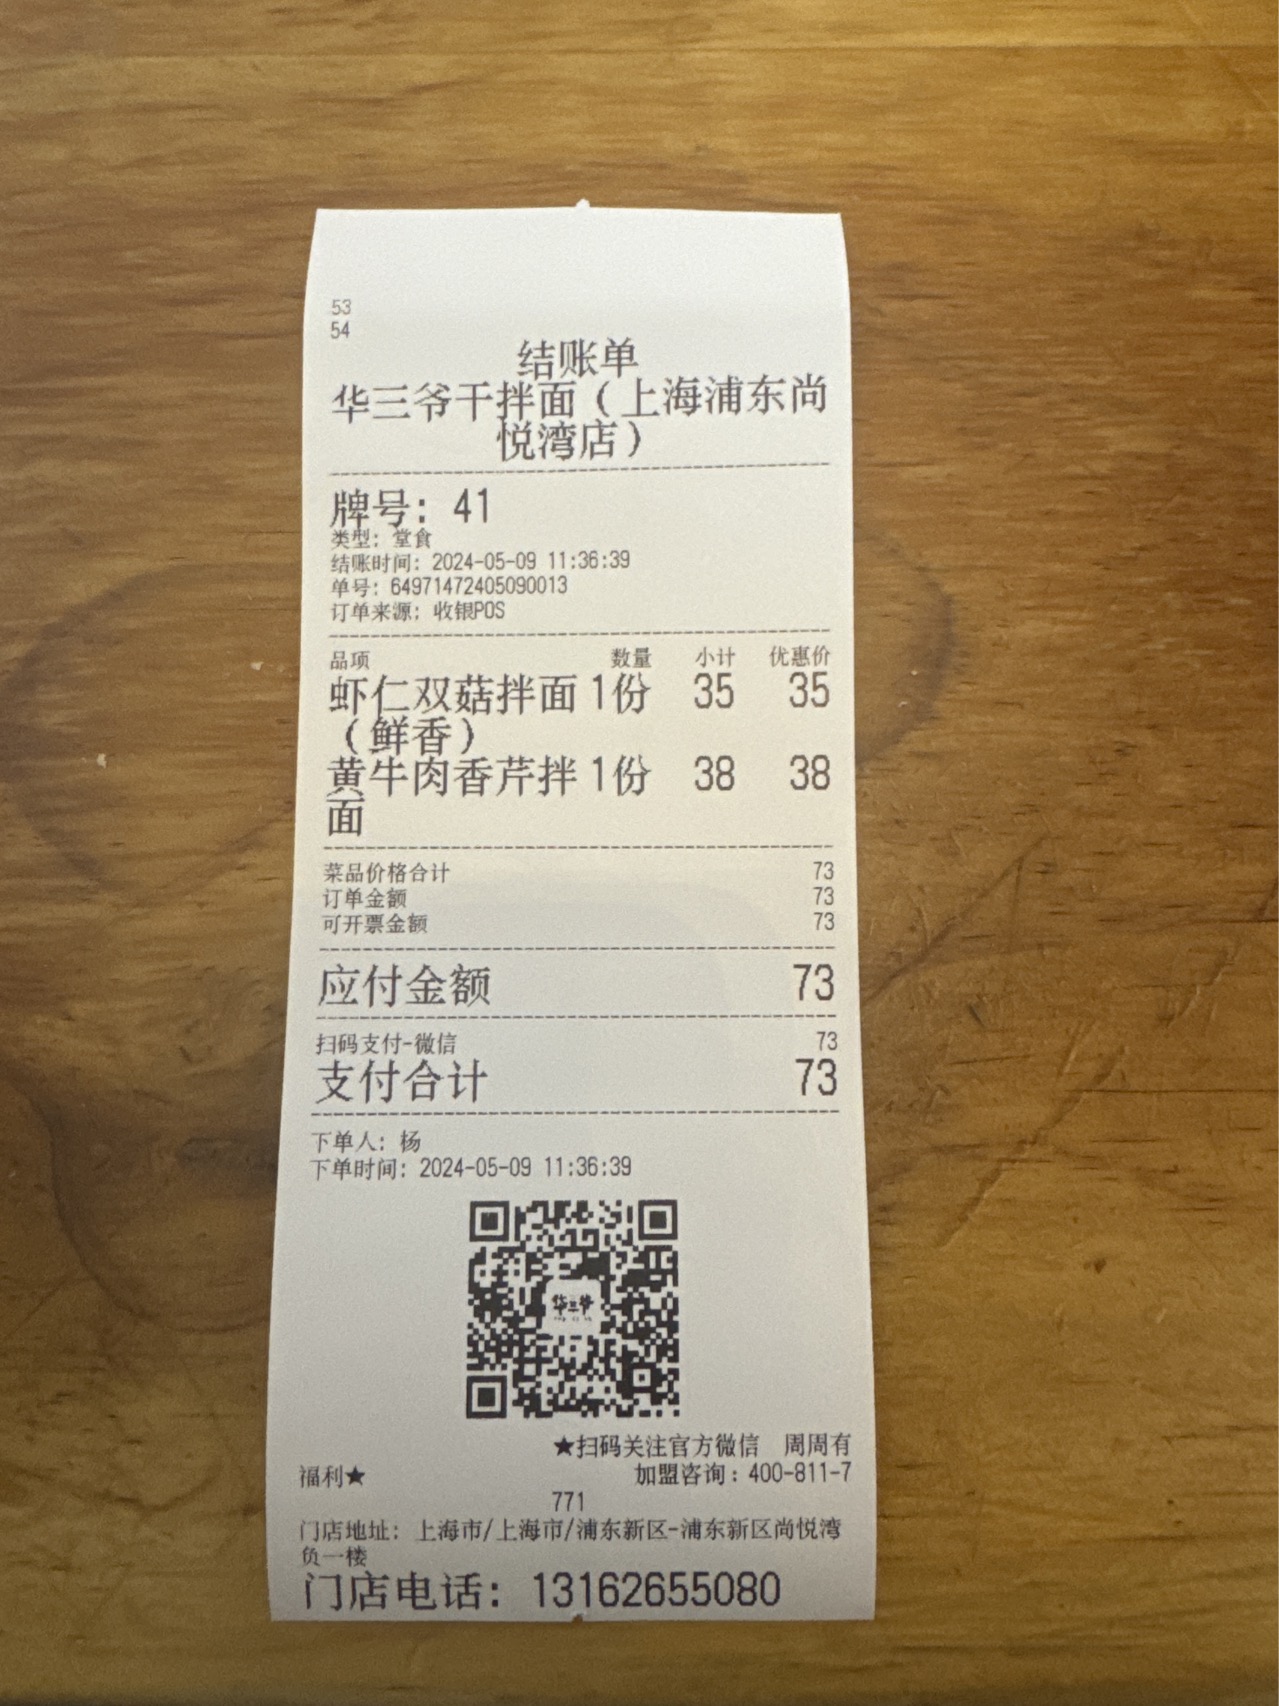 53
54
结账单
华三爷干拌面（上海浦东尚
悦湾店）
牌号：41
类型：堂食
结账时间：2024-05-09 11:36:39
单号：64971472405090013
订单来源：收银POS
品项 数量 小计 优惠价
虾仁双菇拌面 1份 35 35
（鲜香）
黄牛肉香芹拌 1份 38 38
面
菜品价格合计 73
订单金额 73
可开票金额 73
应付金额 73
扫码支付-微信 73
支付合计 73
下单人：杨
下单时间：2024-05-09 11:36:39
华三爷
★扫码关注官方微信 周周有
福利★ 加盟咨询：400-811-7
771
门店地址：上海市/上海市/浦东新区-浦东新区尚悦湾
负一楼
门店电话：13162655080